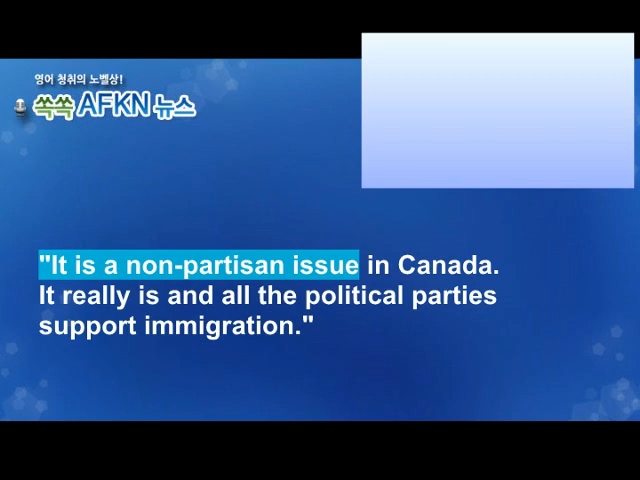 영어 청취의 노벨상!
쏙쏙 AFKN 뉴스
"It is a non-partisan issue in Canada.
It really is and all the political parties
support immigration."